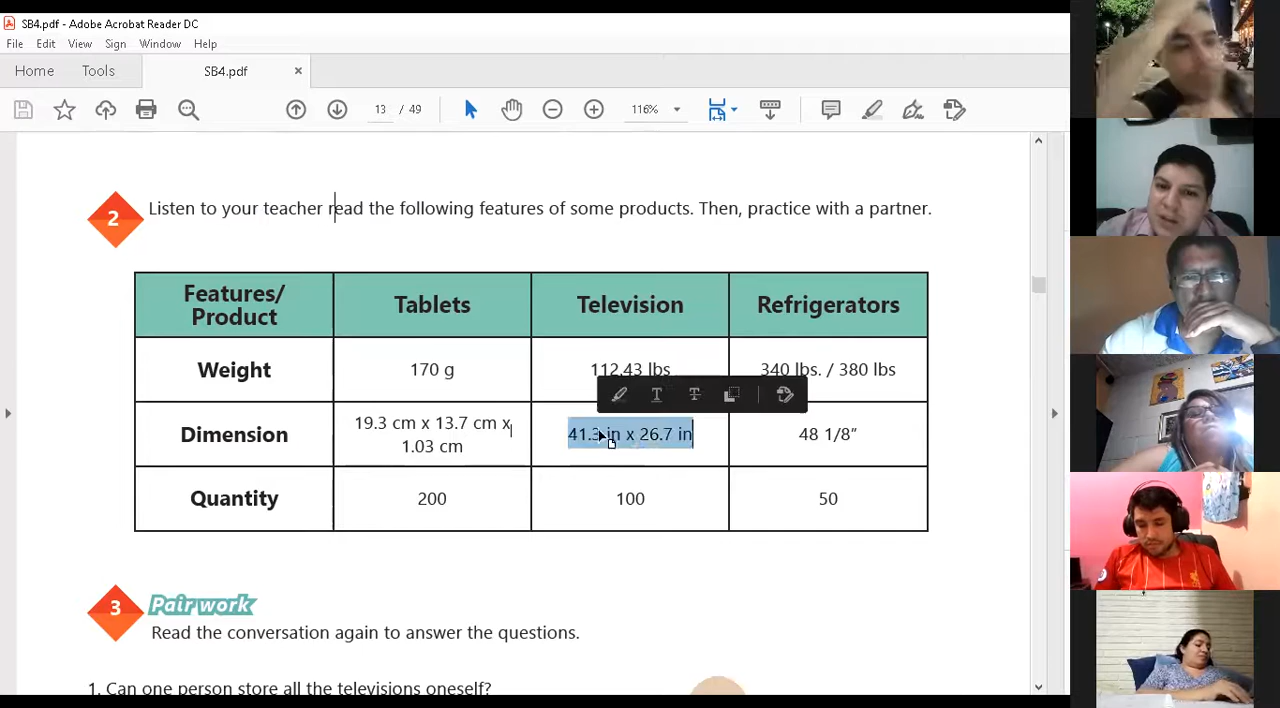 SB4.pdf - Adobe Acrobat Reader DC
File Edit View Sign Window Help
Home Tools SB4.pdf ×
13 / 49 116%
2 Listen to your teacher read the following features of some products. Then, practice with a partner.
Features/ Product Tablets Television Refrigerators
Weight 170 g 112.43 lbs 340 lbs. / 380 lbs
Dimension 19.3 cm x 13.7 cm x 1.03 cm 41.3 in x 26.7 in 48 1/8”
Quantity 200 100 50
3 Pair work
Read the conversation again to answer the questions.
1. Can one person store all the televisions oneself?